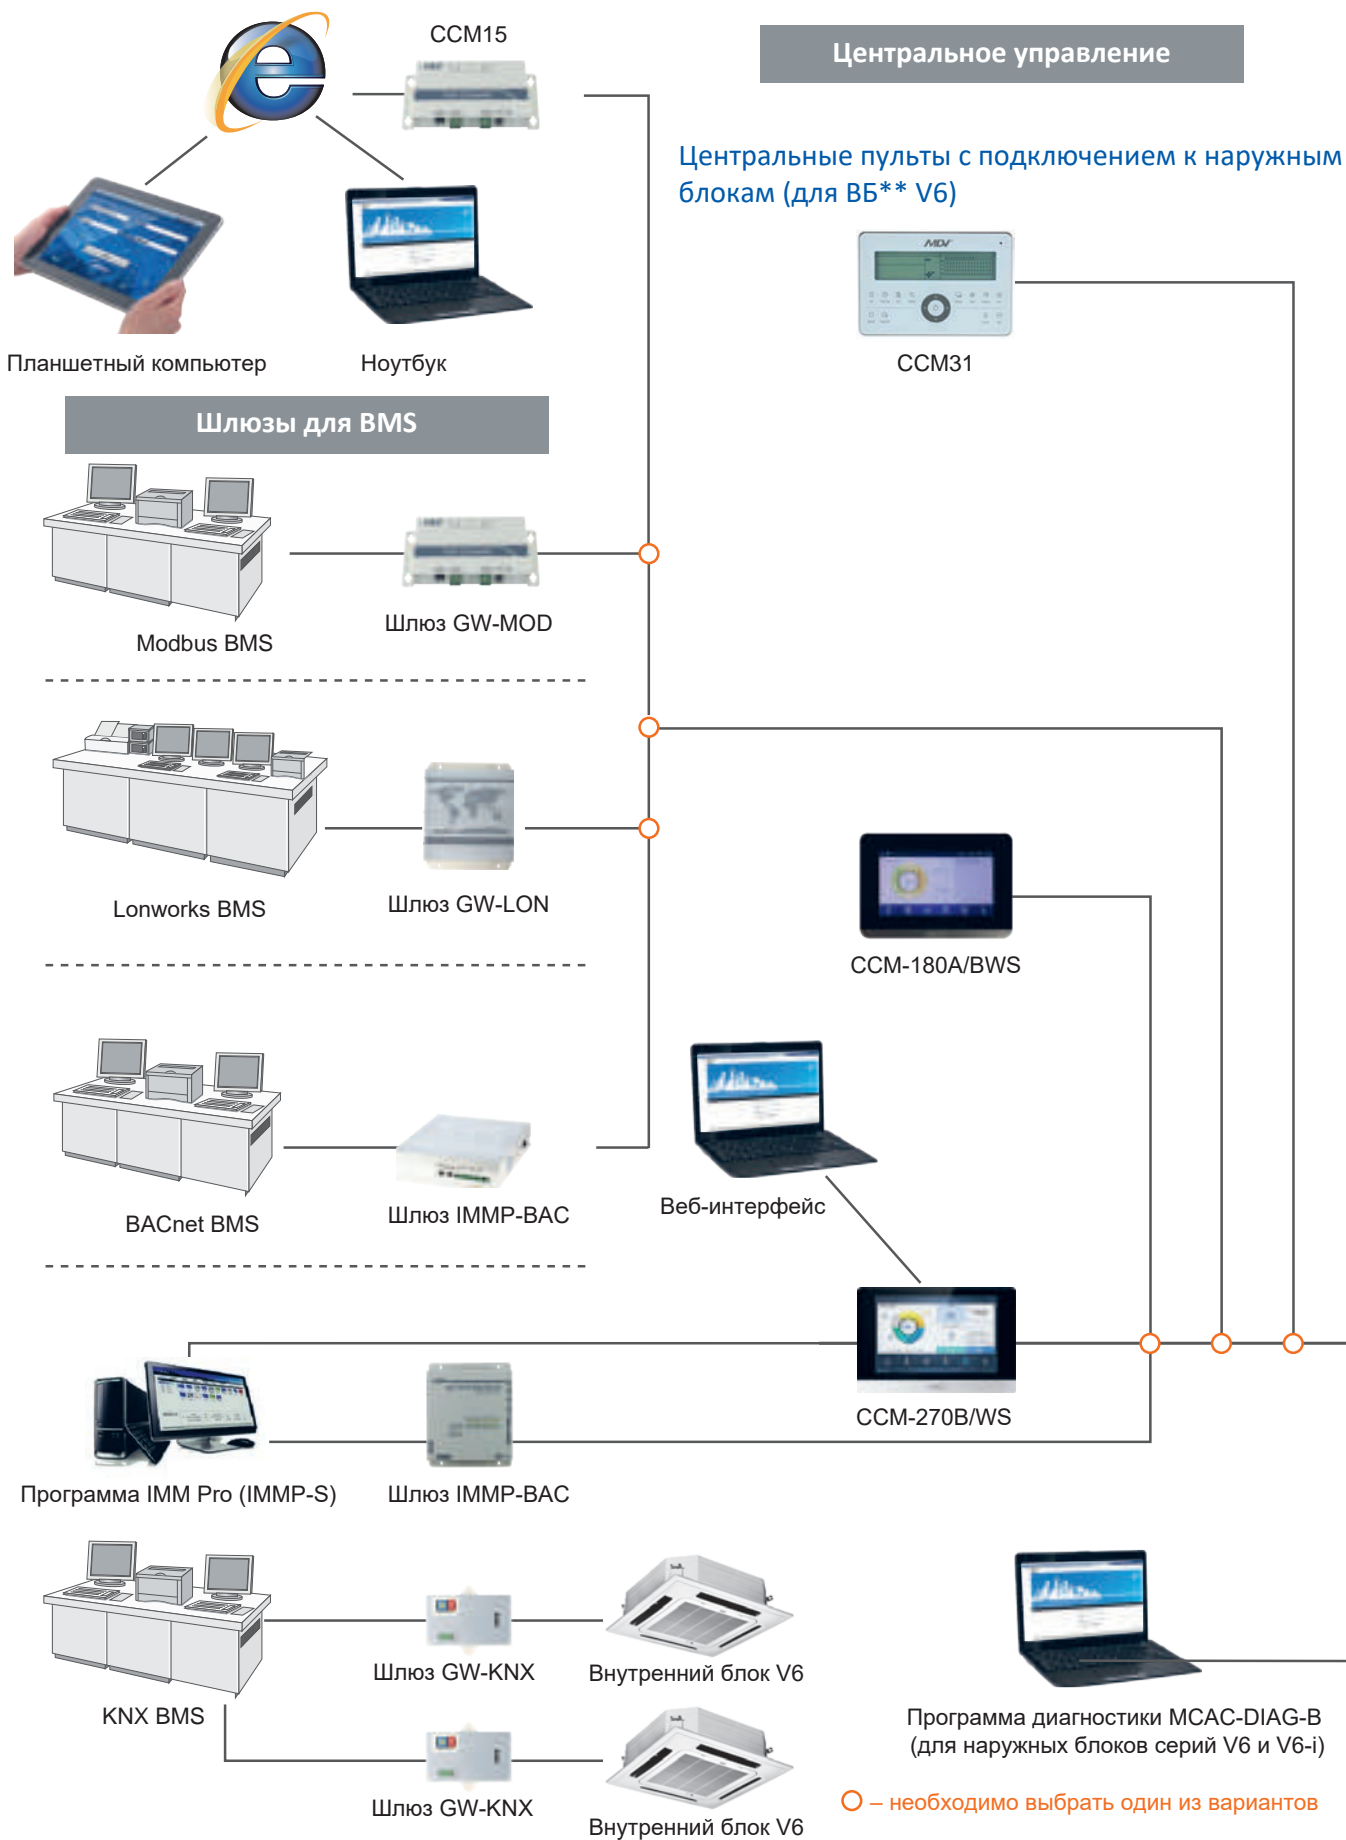 CCM15
Центральное управление
Центральные пульты с подключением к наружным
блокам (для ВБ** V6)
MDV
Планшетный компьютер
Ноутбук
CCM31
Шлюзы для BMS
Modbus BMS
Шлюз GW-MOD
Lonworks BMS
Шлюз GW-LON
CCM-180A/BWS
BACnet BMS
Шлюз IMMP-BAC
Веб-интерфейс
CCM-270B/WS
Программа IMM Pro (IMMP-S)
Шлюз IMMP-BAC
Шлюз GW-KNX
Внутренний блок V6
KNX BMS
Шлюз GW-KNX
Внутренний блок V6
Программа диагностики MCAC-DIAG-B
(для наружных блоков серий V6 и V6-i)
– необходимо выбрать один из вариантов